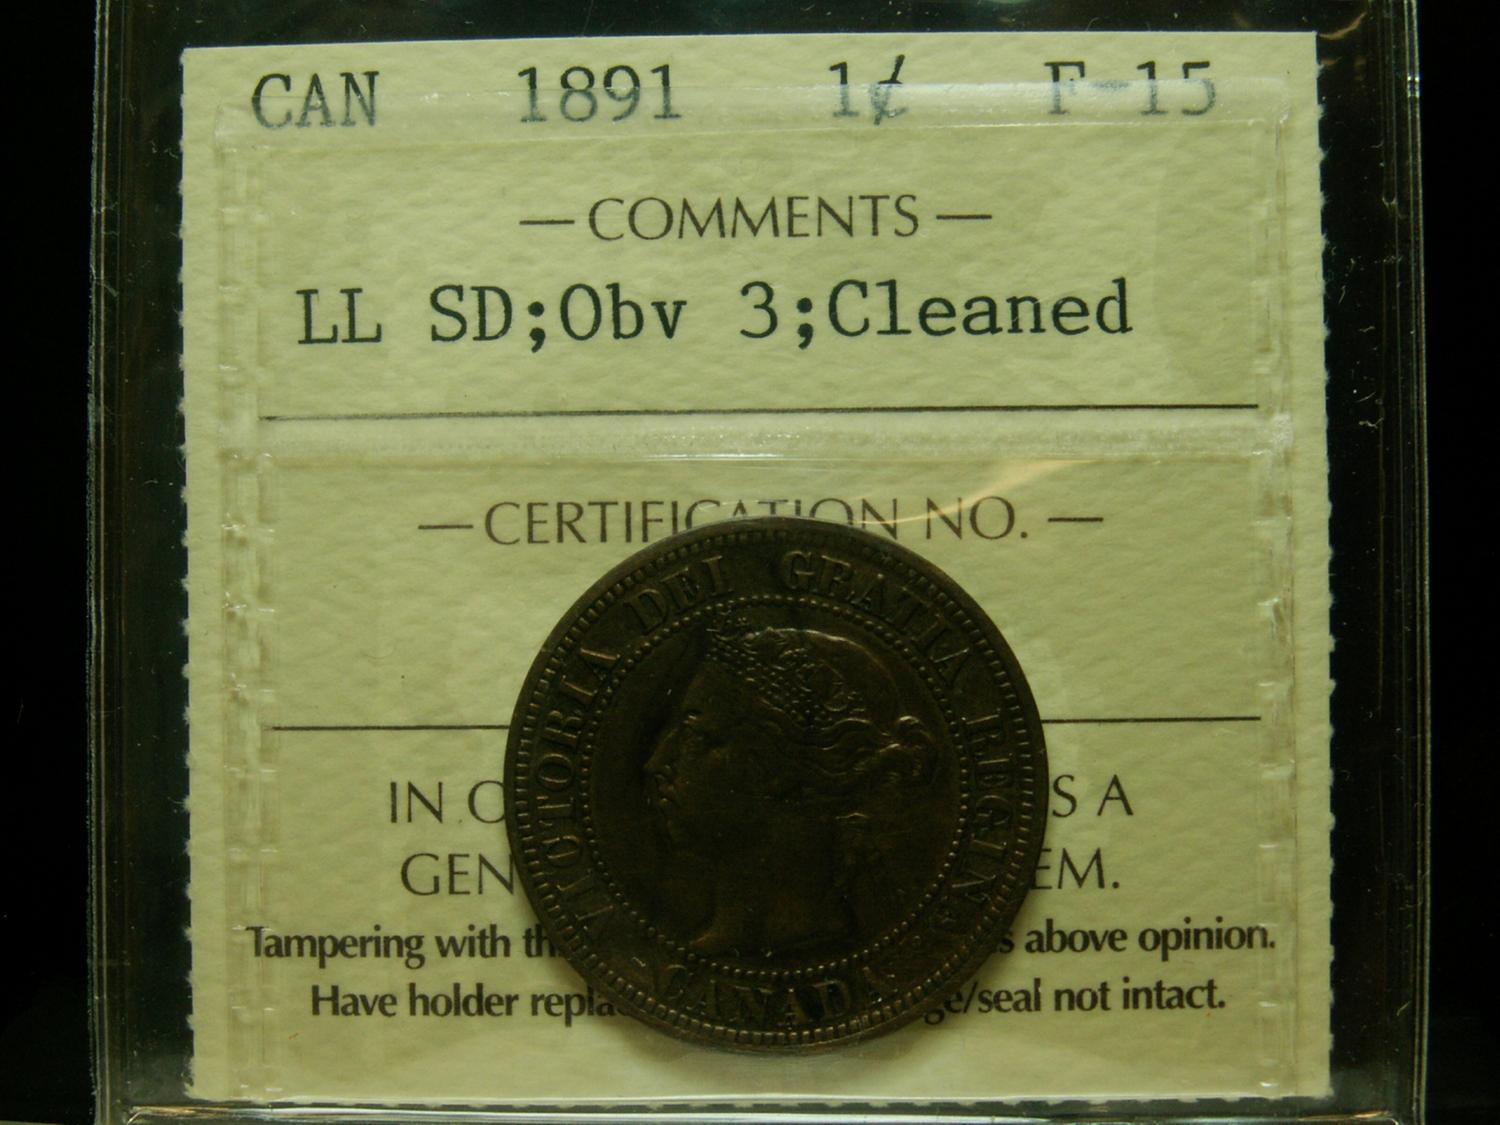 CAN 1891 1¢ F-15
— COMMENTS —
LL SD;Obv 3;Cleaned
— CERTIFICATION NO. —
IN O S A
GEN EM.
Tampering with th s above opinion.
Have holder repla ge/seal not intact.
VICTORIA DEI GRATIA REGINA
CANADA